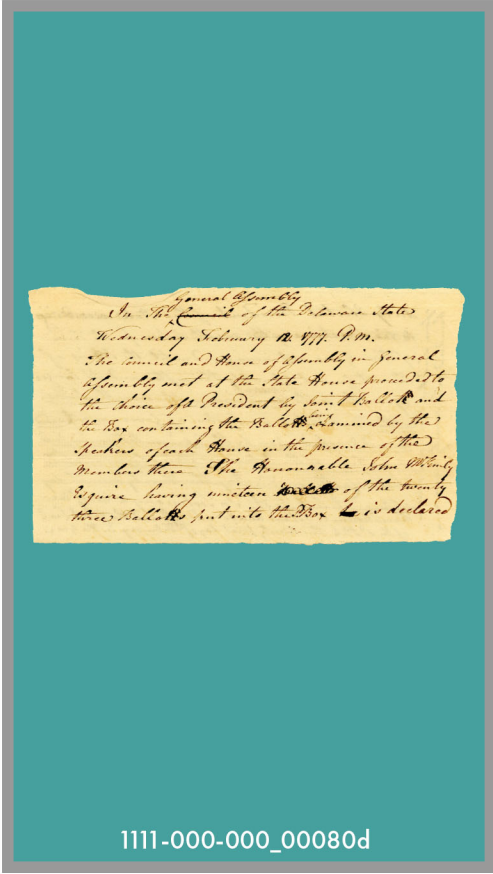 General Assembly
In The Council of the Delaware State
Wednesday February 12. 1777. P.m.
The Council and House of Assembly in General
Assembly met at the State House proceeded to
the choice of a President by Joint Ballott and
the Box containing the Ballotts being examined by the
Speakers of each House in the presence of the
Members there The Honourable John McKinly
Esquire having nineteen of the twenty
three Ballotts put into the Box is declared
1111-000-000_00080d